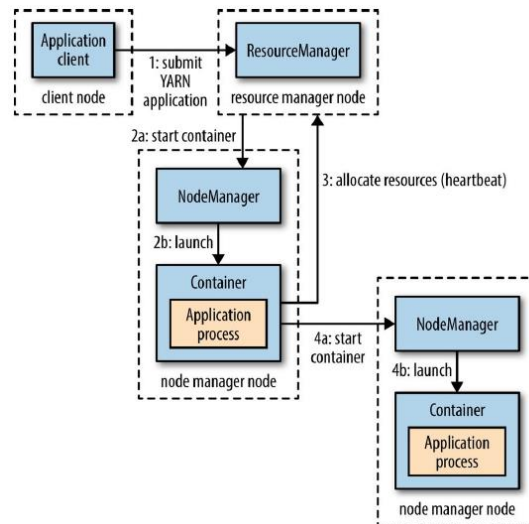 Application
client
client node
1: submit
YARN
application
ResourceManager
resource manager node
2a: start container
NodeManager
2b: launch
Container
Application
process
node manager node
3: allocate resources (heartbeat)
4a: start
container
NodeManager
4b: launch
Container
Application
process
node manager node